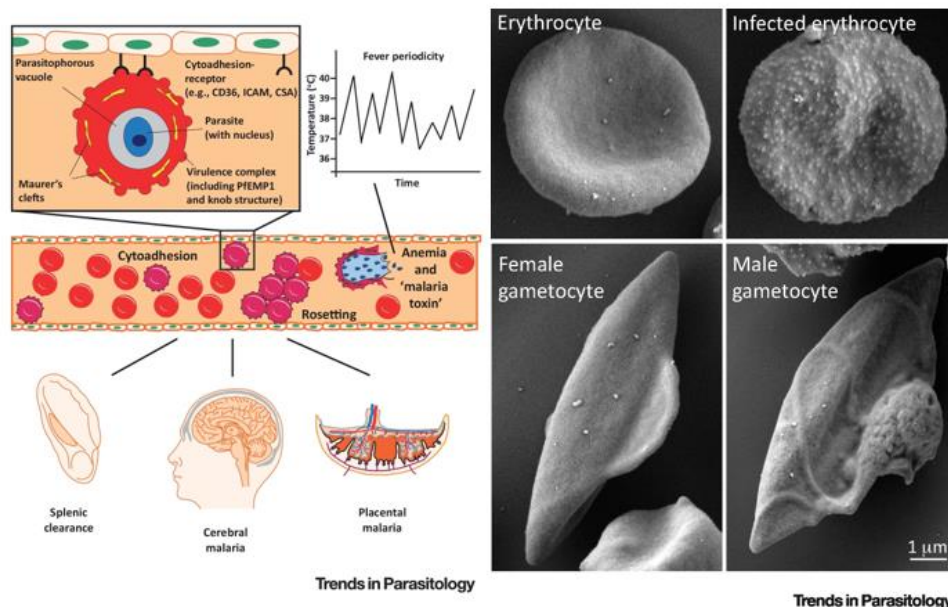 Parasitophorous
vacuole
Cytoadhesion-
receptor
(e.g., CD36, ICAM, CSA)
Parasite
(with nucleus)
Maurer's
clefts
Virulence complex
(including PfEMP1
and knob structure)
Fever periodicity
Temperature (°C)
40
39
38
37
36
Time
Cytoadhesion
Rosetting
Anemia
and
'malaria
toxin'
Splenic
clearance
Cerebral
malaria
Placental
malaria
Trends in Parasitology
Erythrocyte
Infected erythrocyte
Female
gametocyte
Male
gametocyte
1 µm
Trends in Parasitology